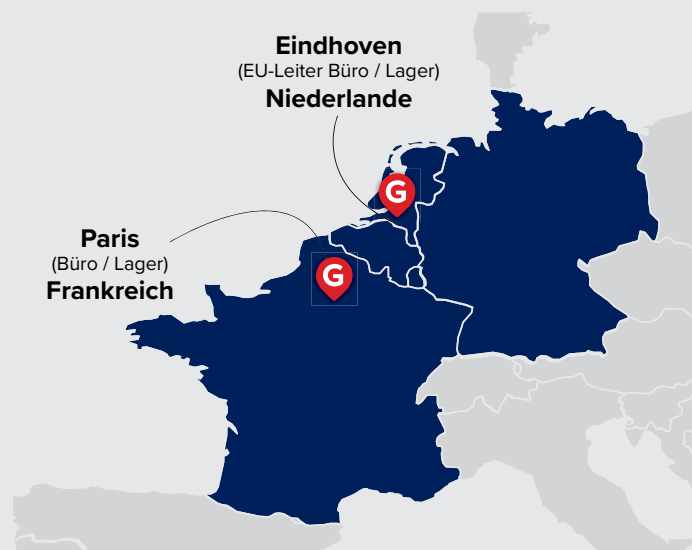 Eindhoven
(EU-Leiter Büro / Lager)
Niederlande
G
Paris
(Büro / Lager)
Frankreich
G